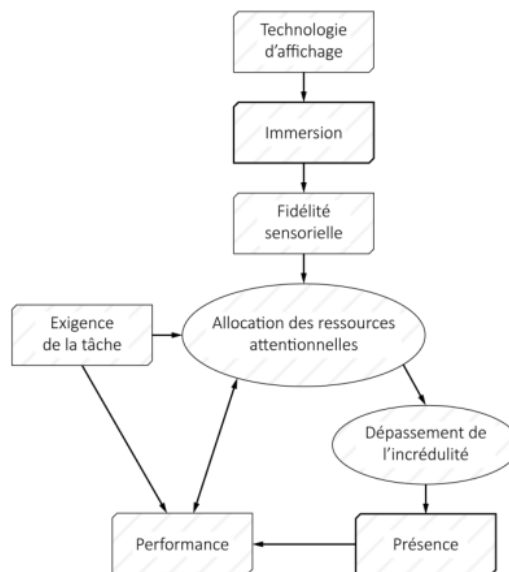 Technologie
d’affichage
Immersion
Fidélité
sensorielle
Exigence
de la tâche
Allocation des ressources
attentionnelles
Dépassement de
l’incrédulité
Performance
Présence